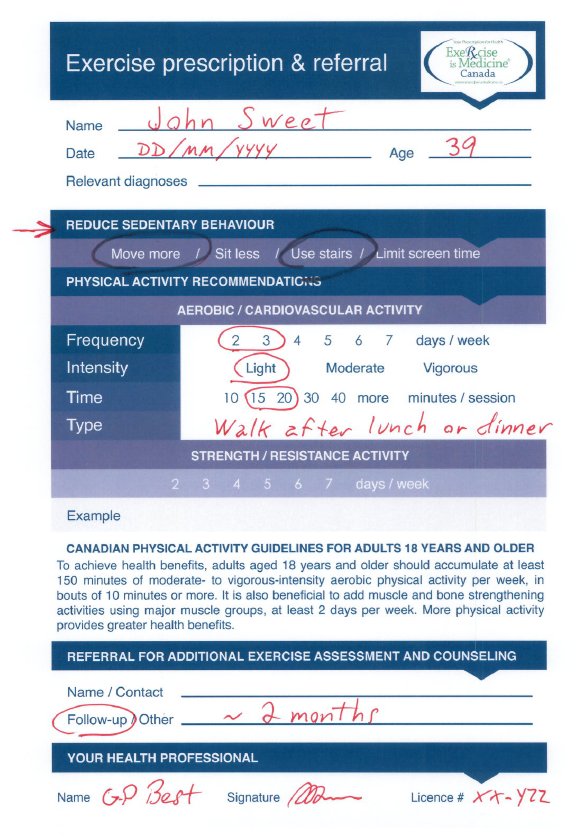 Exercise prescription & referral
ExeRcise
is Medicine®
Canada
Name John Sweet
Date DD/MM/YYYY Age 39
Relevant diagnoses
REDUCE SEDENTARY BEHAVIOUR
Move more / Sit less / Use stairs / Limit screen time
PHYSICAL ACTIVITY RECOMMENDATIONS
AEROBIC / CARDIOVASCULAR ACTIVITY
Frequency 2 3 4 5 6 7 days / week
Intensity Light Moderate Vigorous
Time 10 15 20 30 40 more minutes / session
Type Walk after lunch or dinner
STRENGTH / RESISTANCE ACTIVITY
2 3 4 5 6 7 days / week
Example
CANADIAN PHYSICAL ACTIVITY GUIDELINES FOR ADULTS 18 YEARS AND OLDER
To achieve health benefits, adults aged 18 years and older should accumulate at least
150 minutes of moderate- to vigorous-intensity aerobic physical activity per week, in
bouts of 10 minutes or more. It is also beneficial to add muscle and bone strengthening
activities using major muscle groups, at least 2 days per week. More physical activity
provides greater health benefits.
REFERRAL FOR ADDITIONAL EXERCISE ASSESSMENT AND COUNSELING
Name / Contact
Follow-up / Other ~ 2 months
YOUR HEALTH PROFESSIONAL
Name GP Best Signature Licence # XX-YZZ